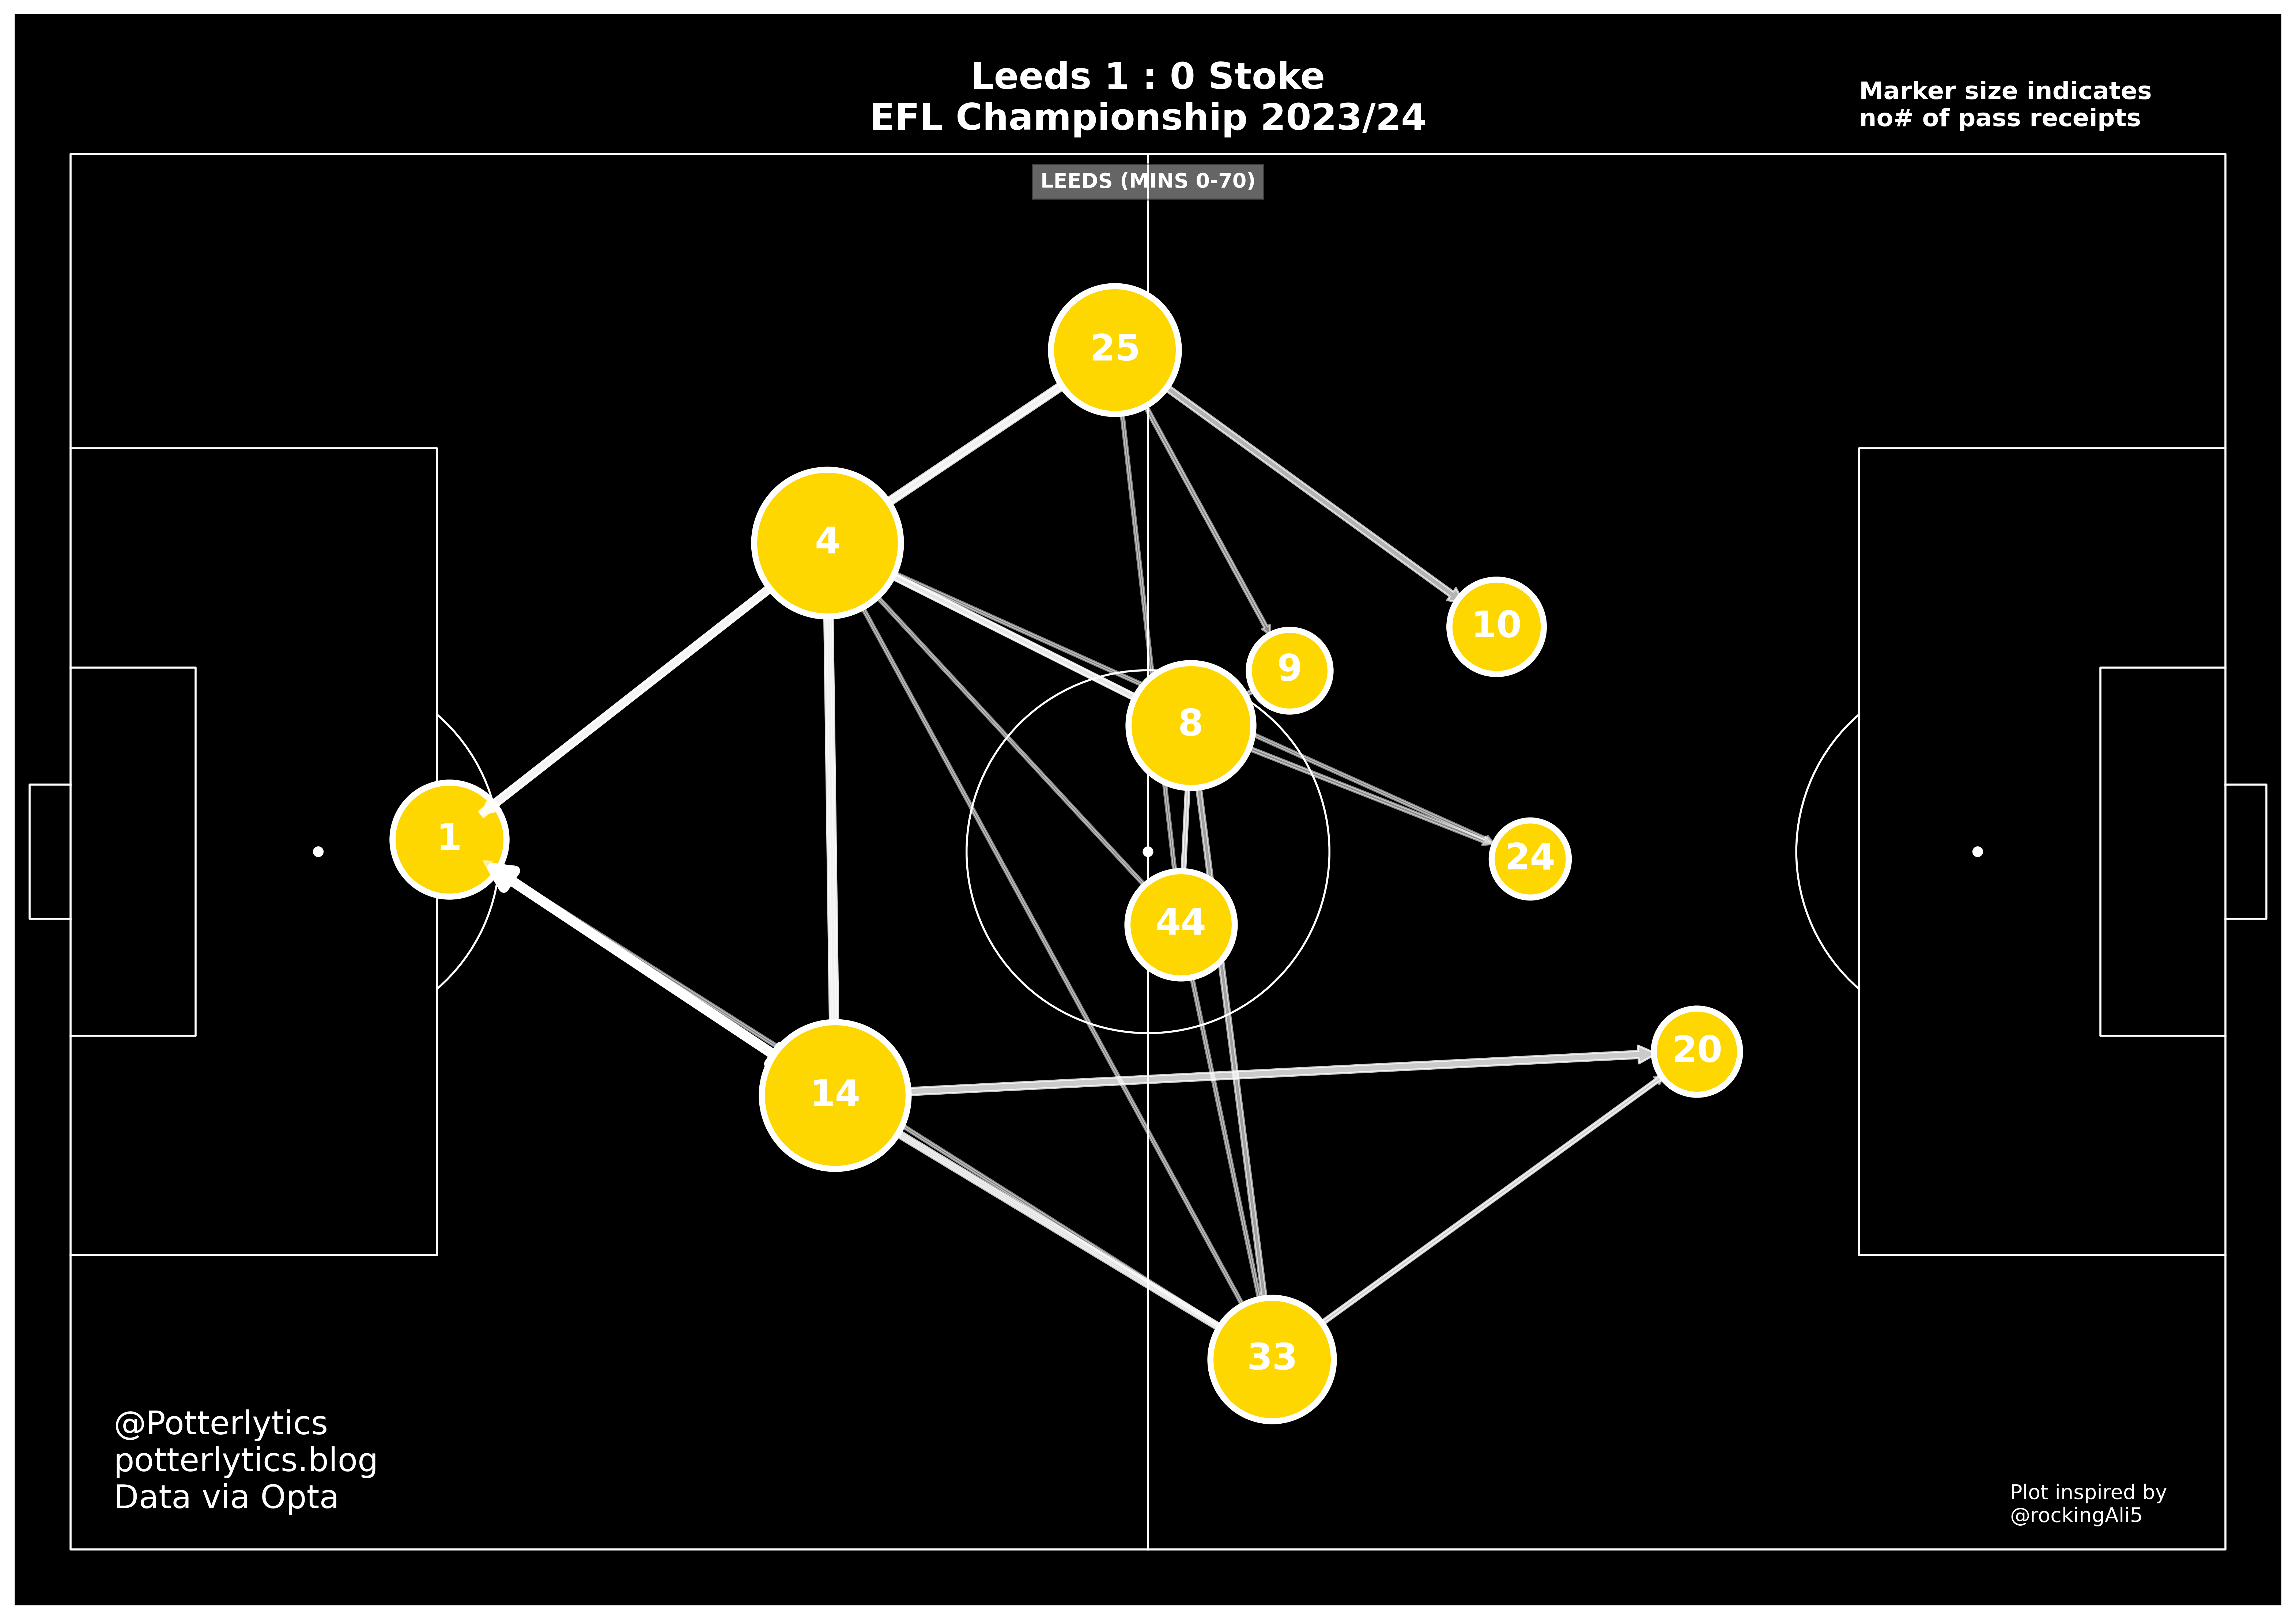 Leeds 1 : 0 Stoke
EFL Championship 2023/24
Marker size indicates
no# of pass receipts
LEEDS (MINS 0-70)
25
4
10
9
8
1
24
44
20
14
33
@Potterlytics
potterlytics.blog
Data via Opta
Plot inspired by
@rockingAli5